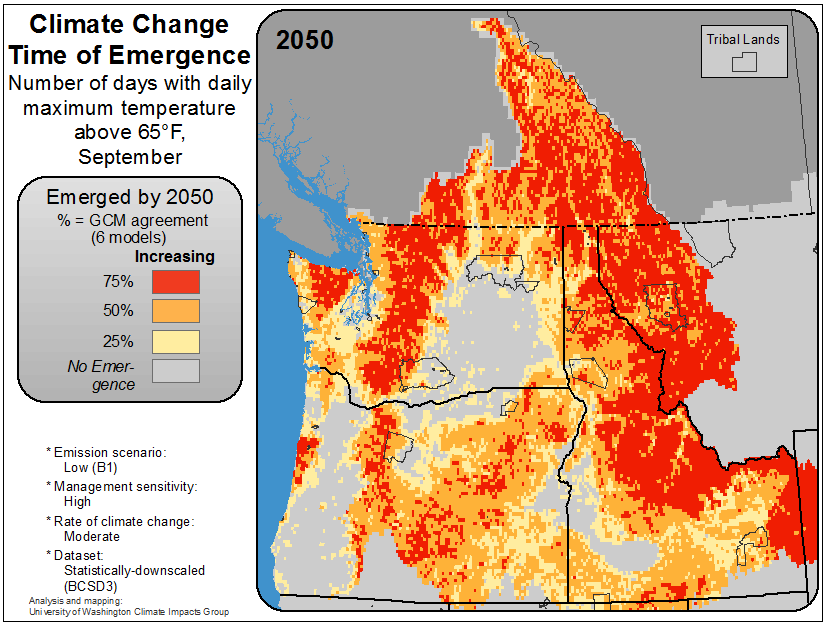 Climate Change
Time of Emergence
Number of days with daily
maximum temperature
above 65°F,
September
Emerged by 2050
% = GCM agreement
(6 models)
Increasing
75%
50%
25%
No Emer-
gence
* Emission scenario:
Low (B1)
* Management sensitivity:
High
* Rate of climate change:
Moderate
* Dataset:
Statistically-downscaled
(BCSD3)
Analysis and mapping:
University of Washington Climate Impacts Group
2050
Tribal Lands